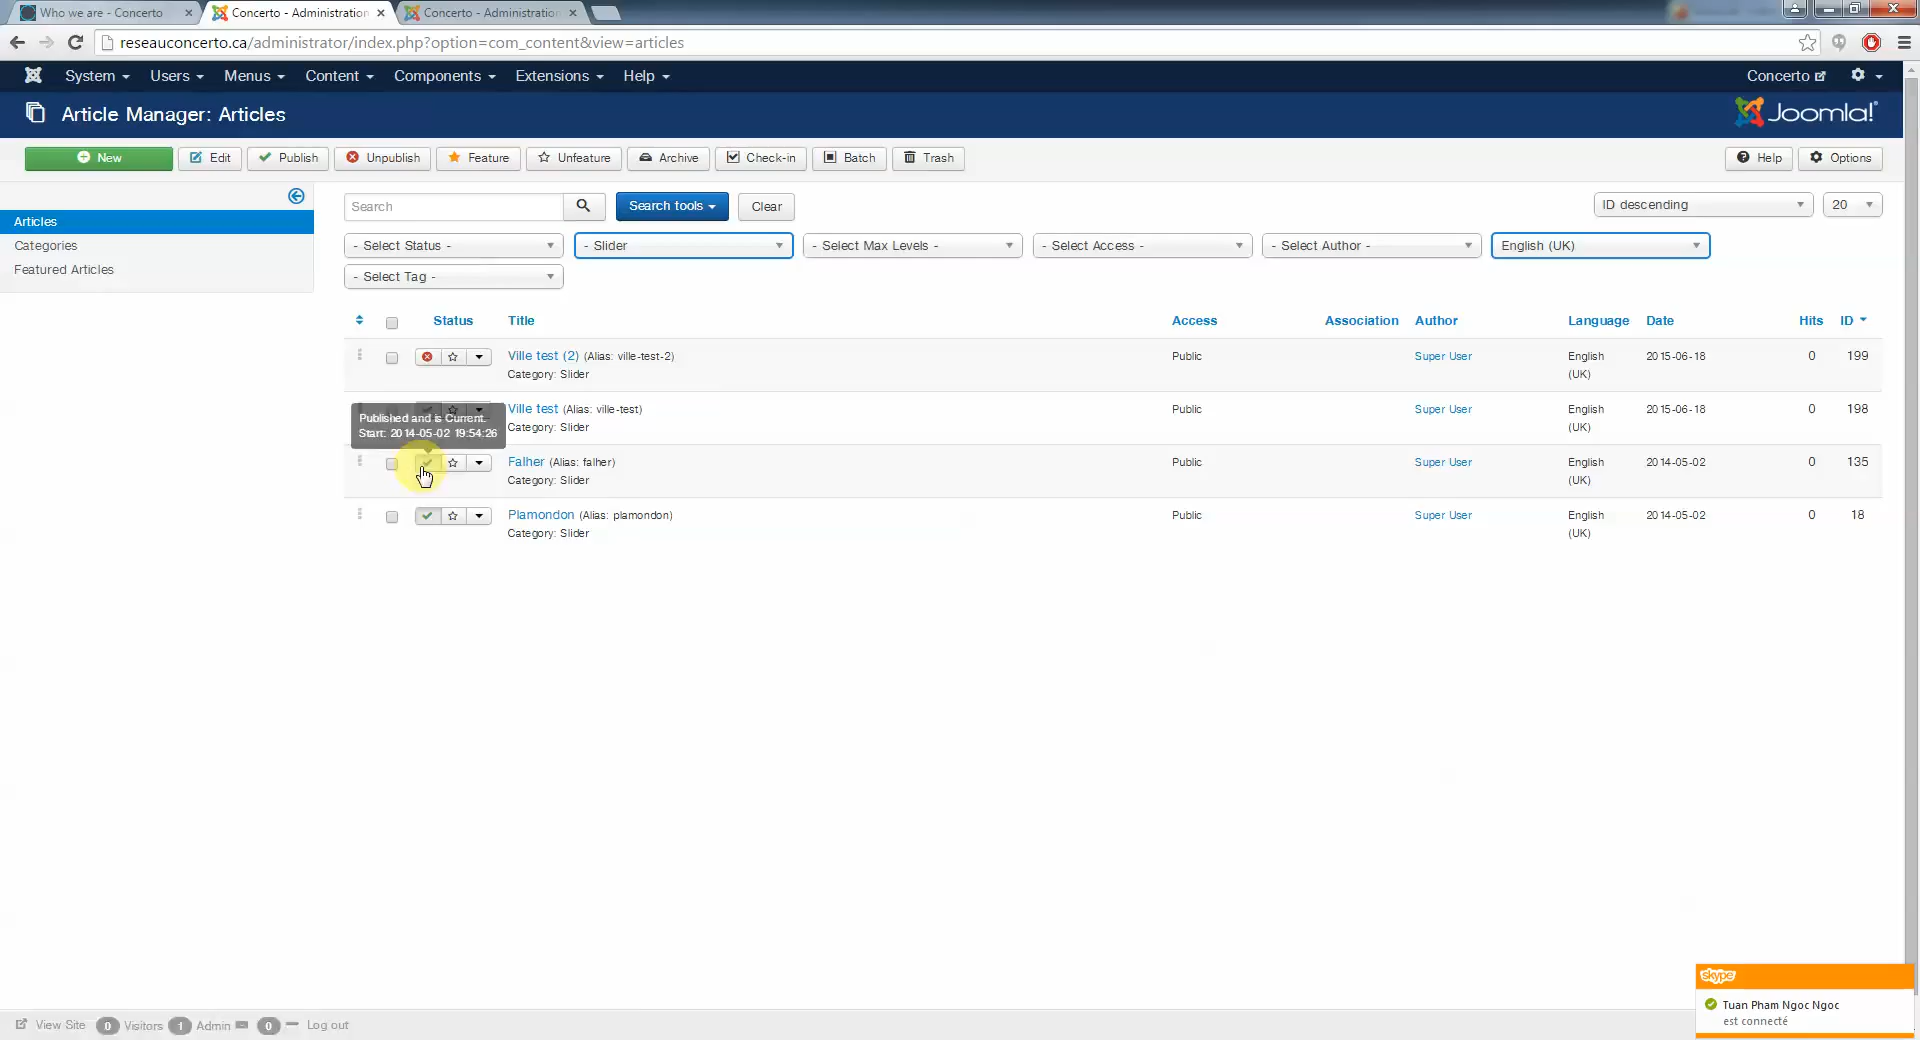 Who we are - Concerto
Concerto - Administration
Concerto - Administration
reseauconcerto.ca/administrator/index.php?option=com_content&view=articles
System Users Menus Content Components Extensions Help Concerto
Article Manager: Articles Joomla!
New Edit Publish Unpublish Feature Unfeature Archive Check-in Batch Trash Help Options
Search Search tools Clear ID descending 20
Articles
Categories
Featured Articles
- Select Status - - Slider - Select Max Levels - - Select Access - - Select Author - English (UK)
- Select Tag -
Status Title Access Association Author Language Date Hits ID
Ville test (2) (Alias: ville-test-2) Public Super User English 2015-06-18 0 199
Category: Slider (UK)
Ville test (Alias: ville-test) Public Super User English 2015-06-18 0 198
Category: Slider (UK)
Published and is Current.
Start: 2014-05-02 19:54:26
Falher (Alias: falher) Public Super User English 2014-05-02 0 135
Category: Slider (UK)
Plamondon (Alias: plamondon) Public Super User English 2014-05-02 0 18
Category: Slider (UK)
skype
Tuan Pham Ngoc Ngoc
est connecté
View Site 0 Visitors 1 Admin 0 Log out